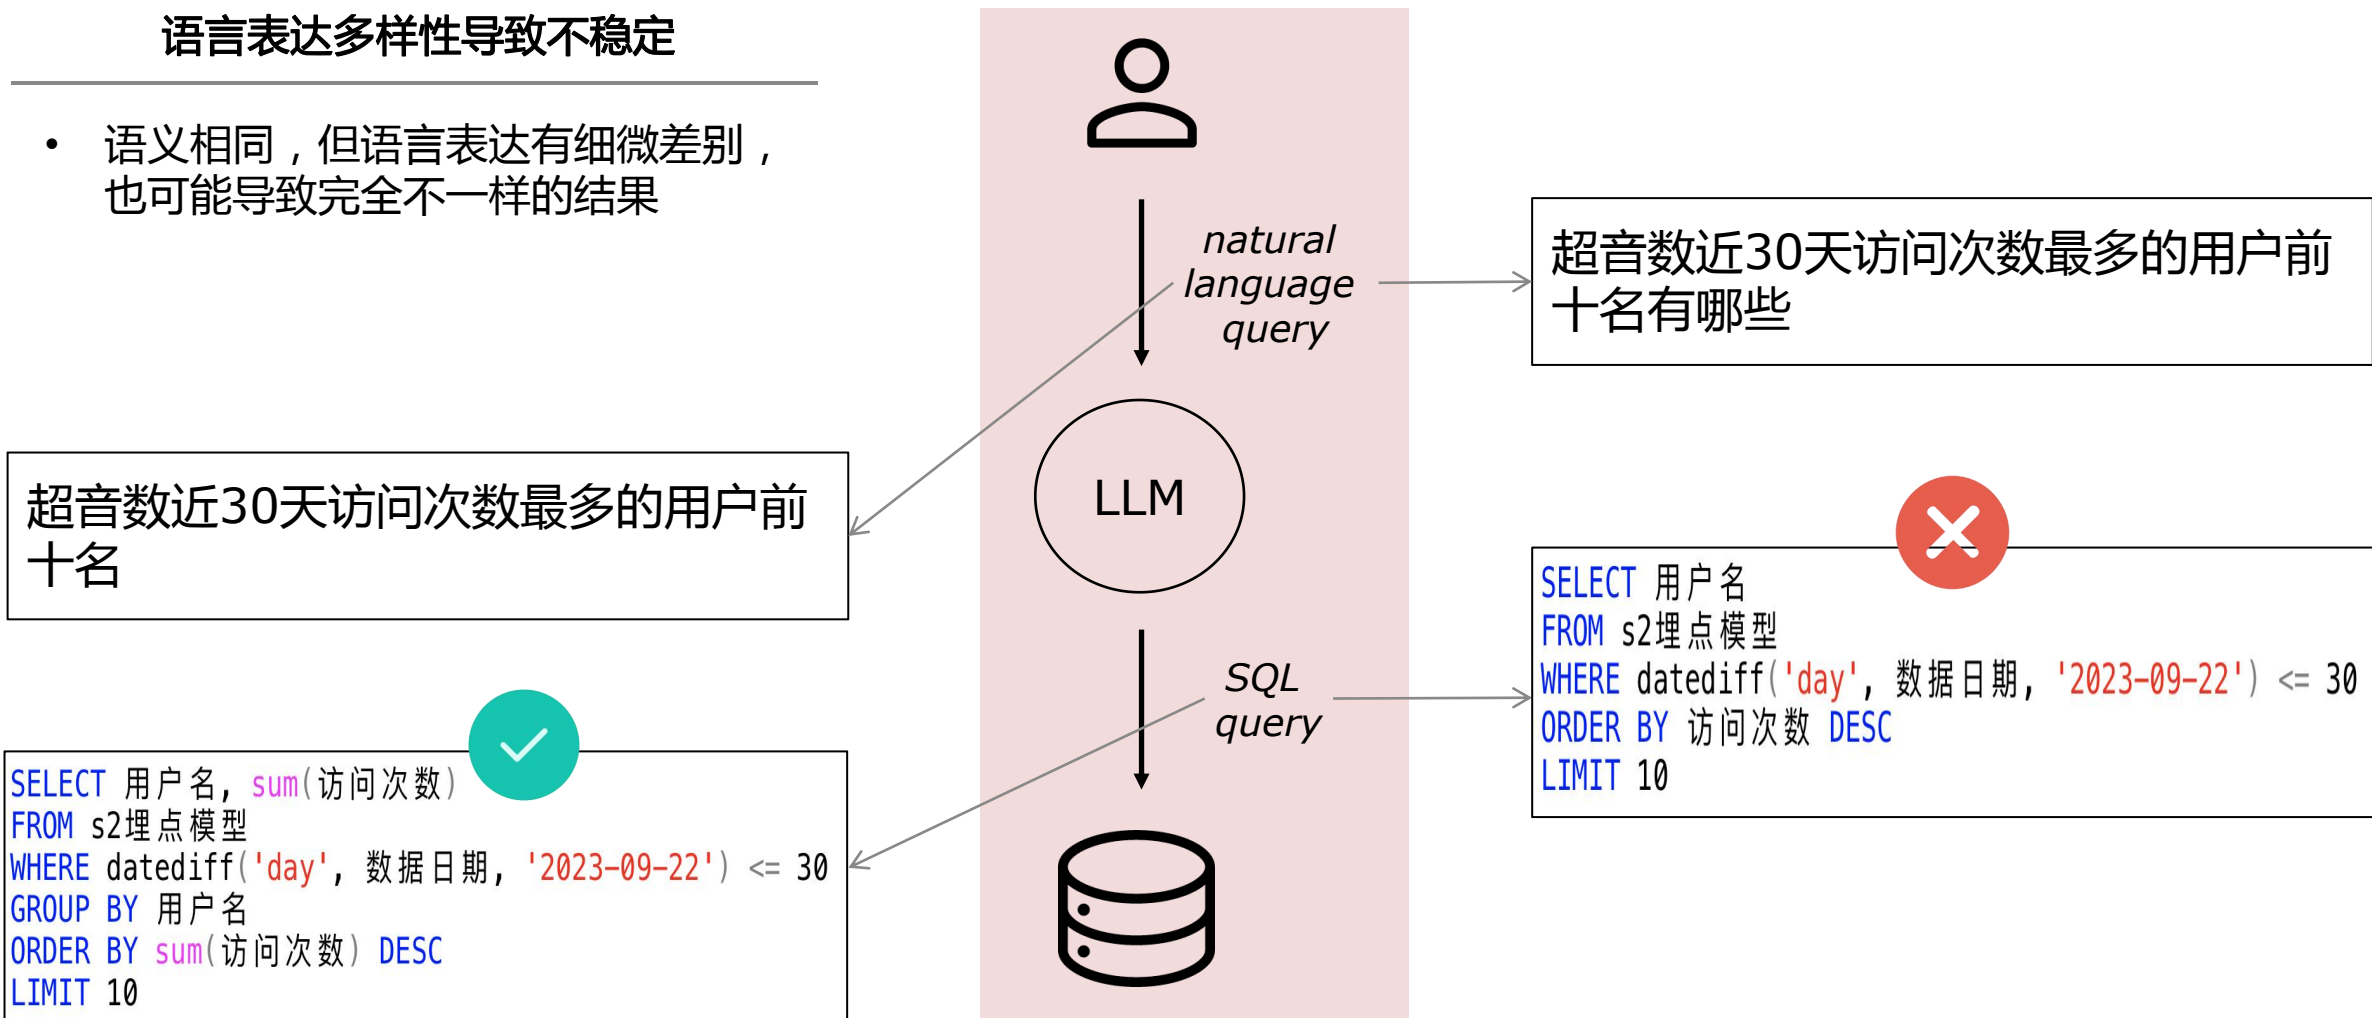 语言表达多样性导致不稳定
• 语义相同，但语言表达有细微差别，
也可能导致完全不一样的结果
natural
language
query
超音数近30天访问次数最多的用户前
十名有哪些
超音数近30天访问次数最多的用户前
十名
LLM
SELECT 用户名
FROM s2埋点模型
WHERE datediff('day', 数据日期, '2023-09-22') <= 30
ORDER BY 访问次数 DESC
LIMIT 10
SQL
query
SELECT 用户名, sum(访问次数)
FROM s2埋点模型
WHERE datediff('day', 数据日期, '2023-09-22') <= 30
GROUP BY 用户名
ORDER BY sum(访问次数) DESC
LIMIT 10